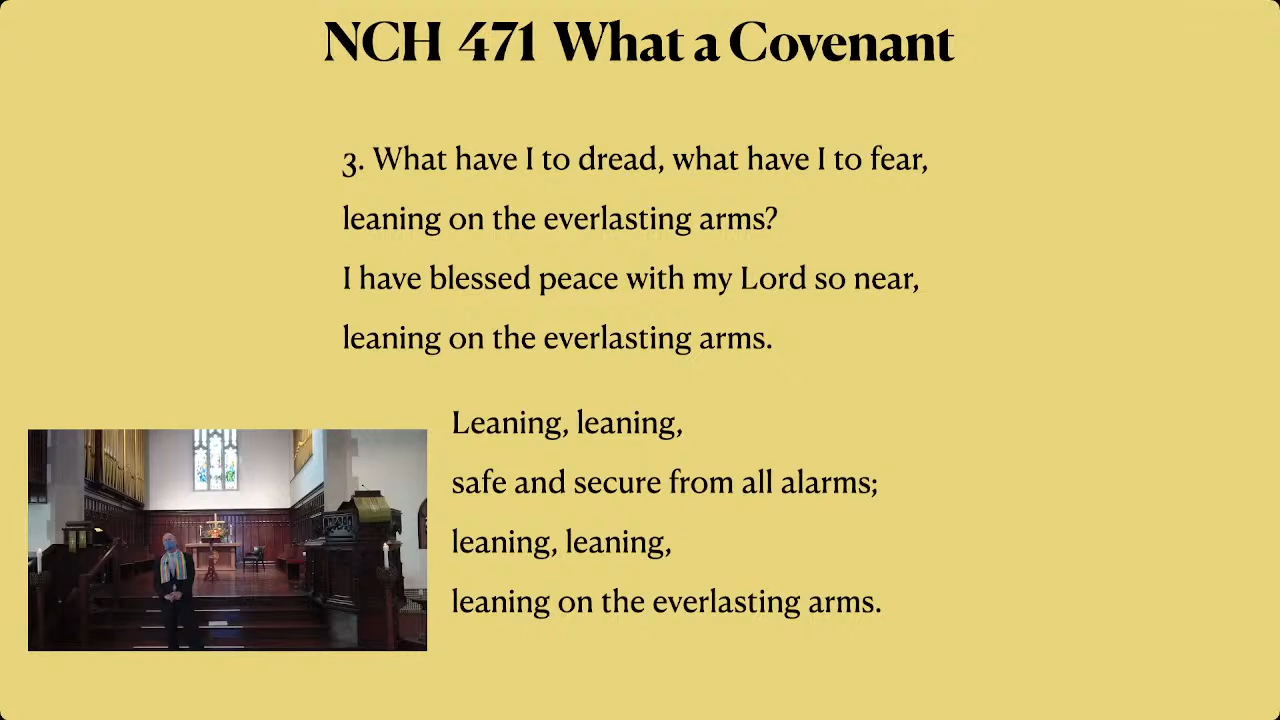 NCH 471 What a Covenant
3. What have I to dread, what have I to fear,
leaning on the everlasting arms?
I have blessed peace with my Lord so near,
leaning on the everlasting arms.
Leaning, leaning,
safe and secure from all alarms;
leaning, leaning,
leaning on the everlasting arms.